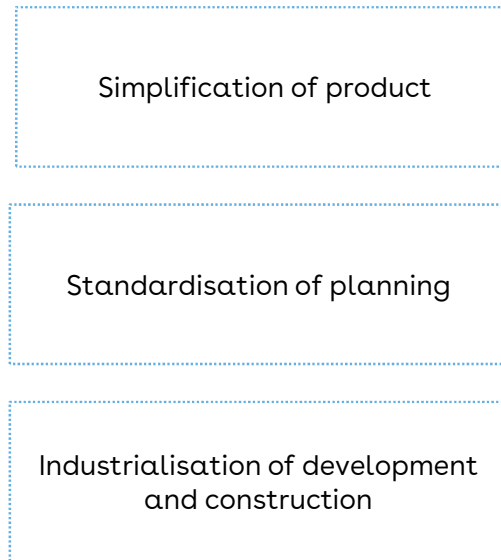 Simplification of product
Standardisation of planning
Industrialisation of development
and construction